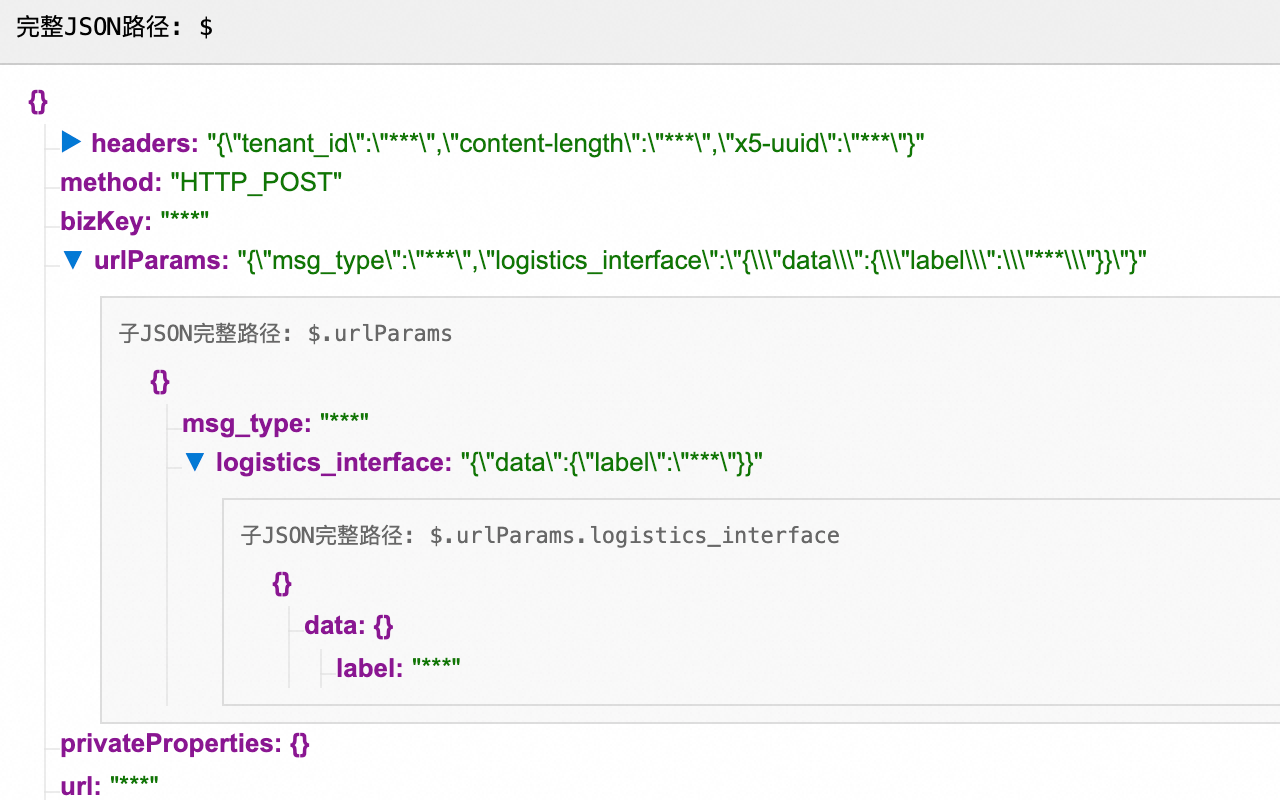 完整JSON路径: $
{}
headers: "{\"tenant_id\":\"***\",\"content-length\":\"***\",\"x5-uuid\":\"***\"}"
method: "HTTP_POST"
bizKey: "***"
urlParams: "{\"msg_type\":\"***\",\"logistics_interface\":\"{\\\"data\\\":{\\\"label\\\":\\\"***\\\"}}\"}"
子JSON完整路径: $.urlParams
{}
msg_type: "***"
logistics_interface: "{\"data\":{\"label\":\"***\"}}"
子JSON完整路径: $.urlParams.logistics_interface
{}
data: {}
label: "***"
privateProperties: {}
url: "***"